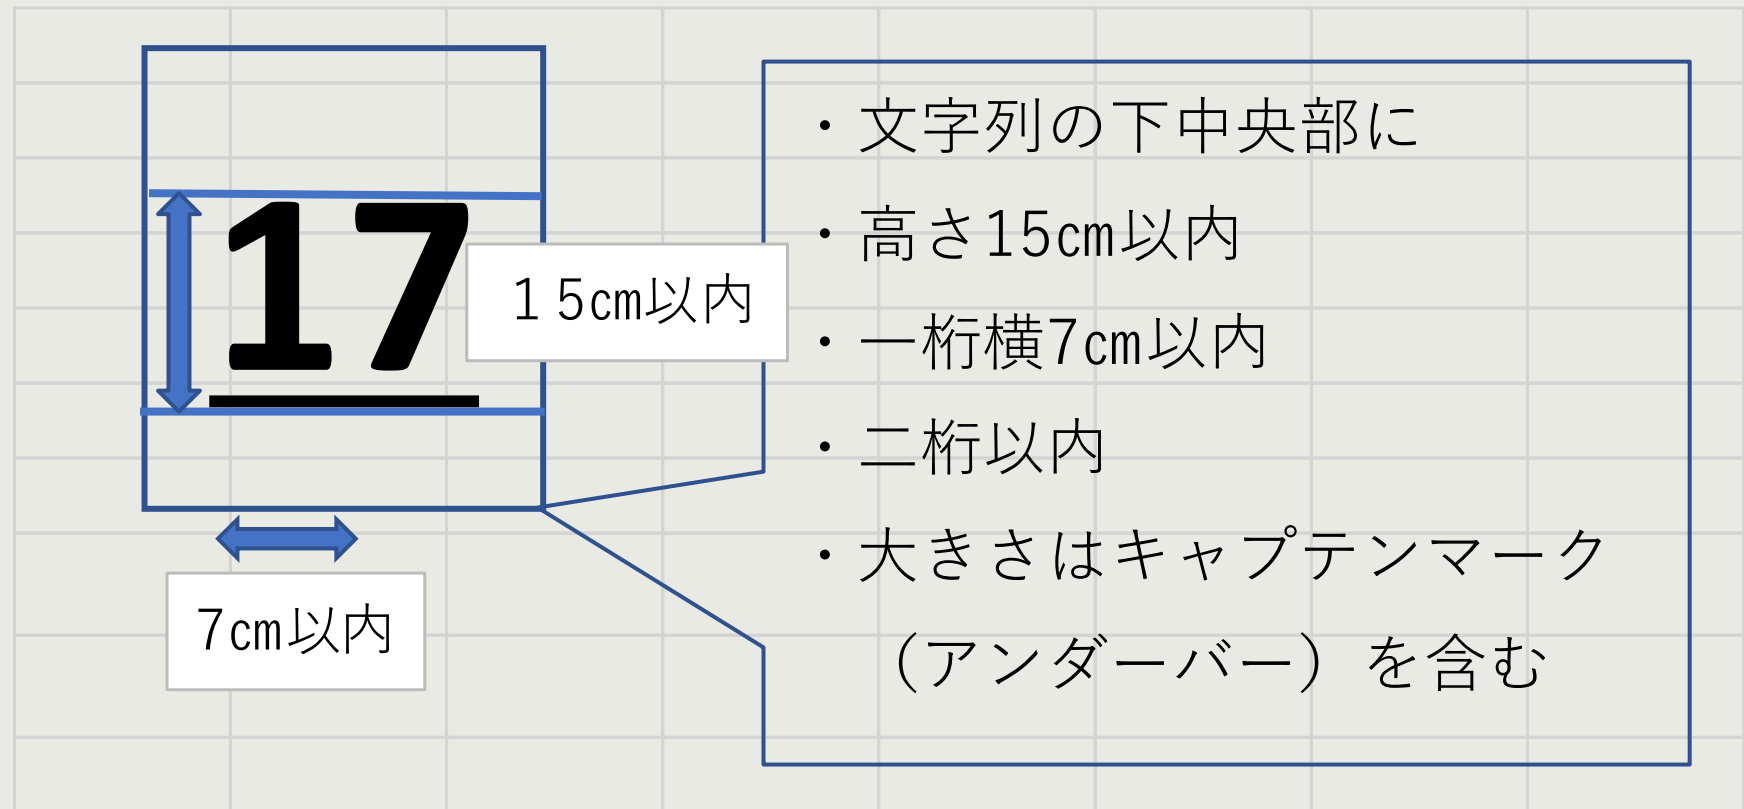 17
１５cm以内
7cm以内
・文字列の下中央部に
・高さ15cm以内
・一桁横7cm以内
・二桁以内
・大きさはキャプテンマーク
（アンダーバー）を含む